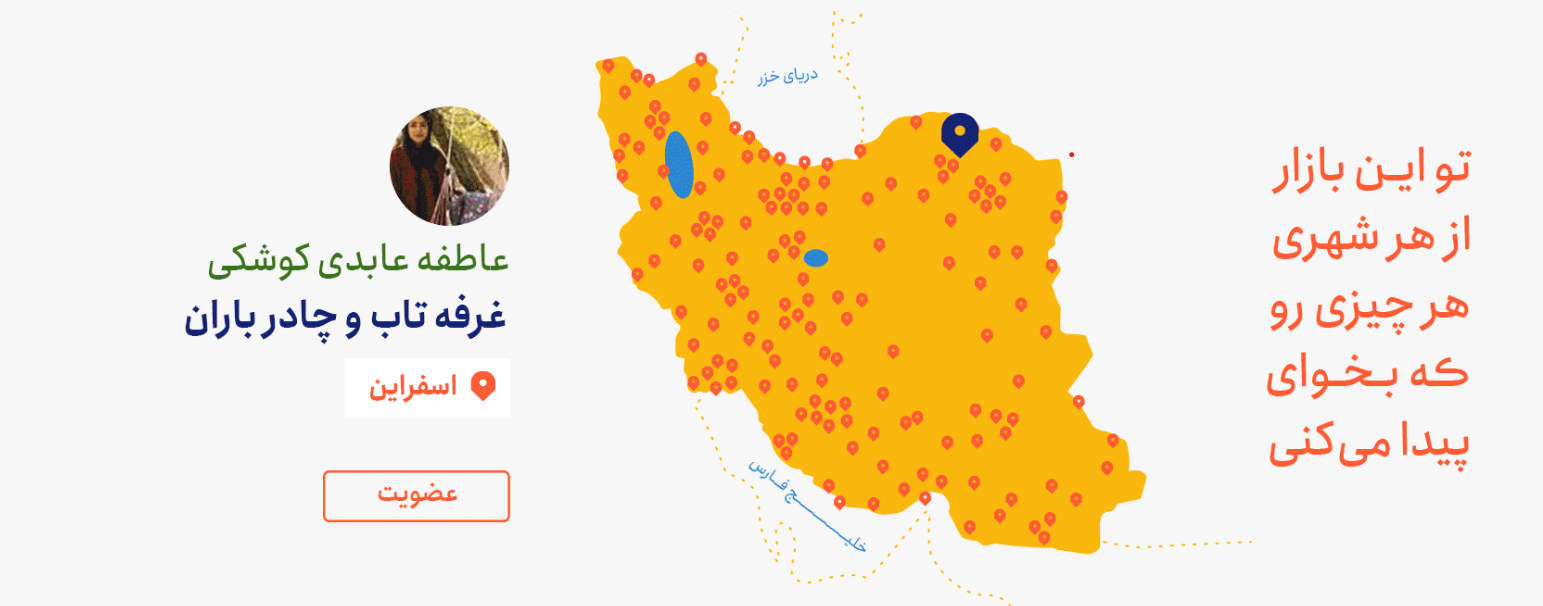 تو این بازار
از هر شهری
هر چیزی رو
که بخوای
پیدا می‌کنی
دریای خزر
خلیج فارس
عاطفه عابدی کوشکی
غرفه تاب و چادر باران
اسفراین
عضویت